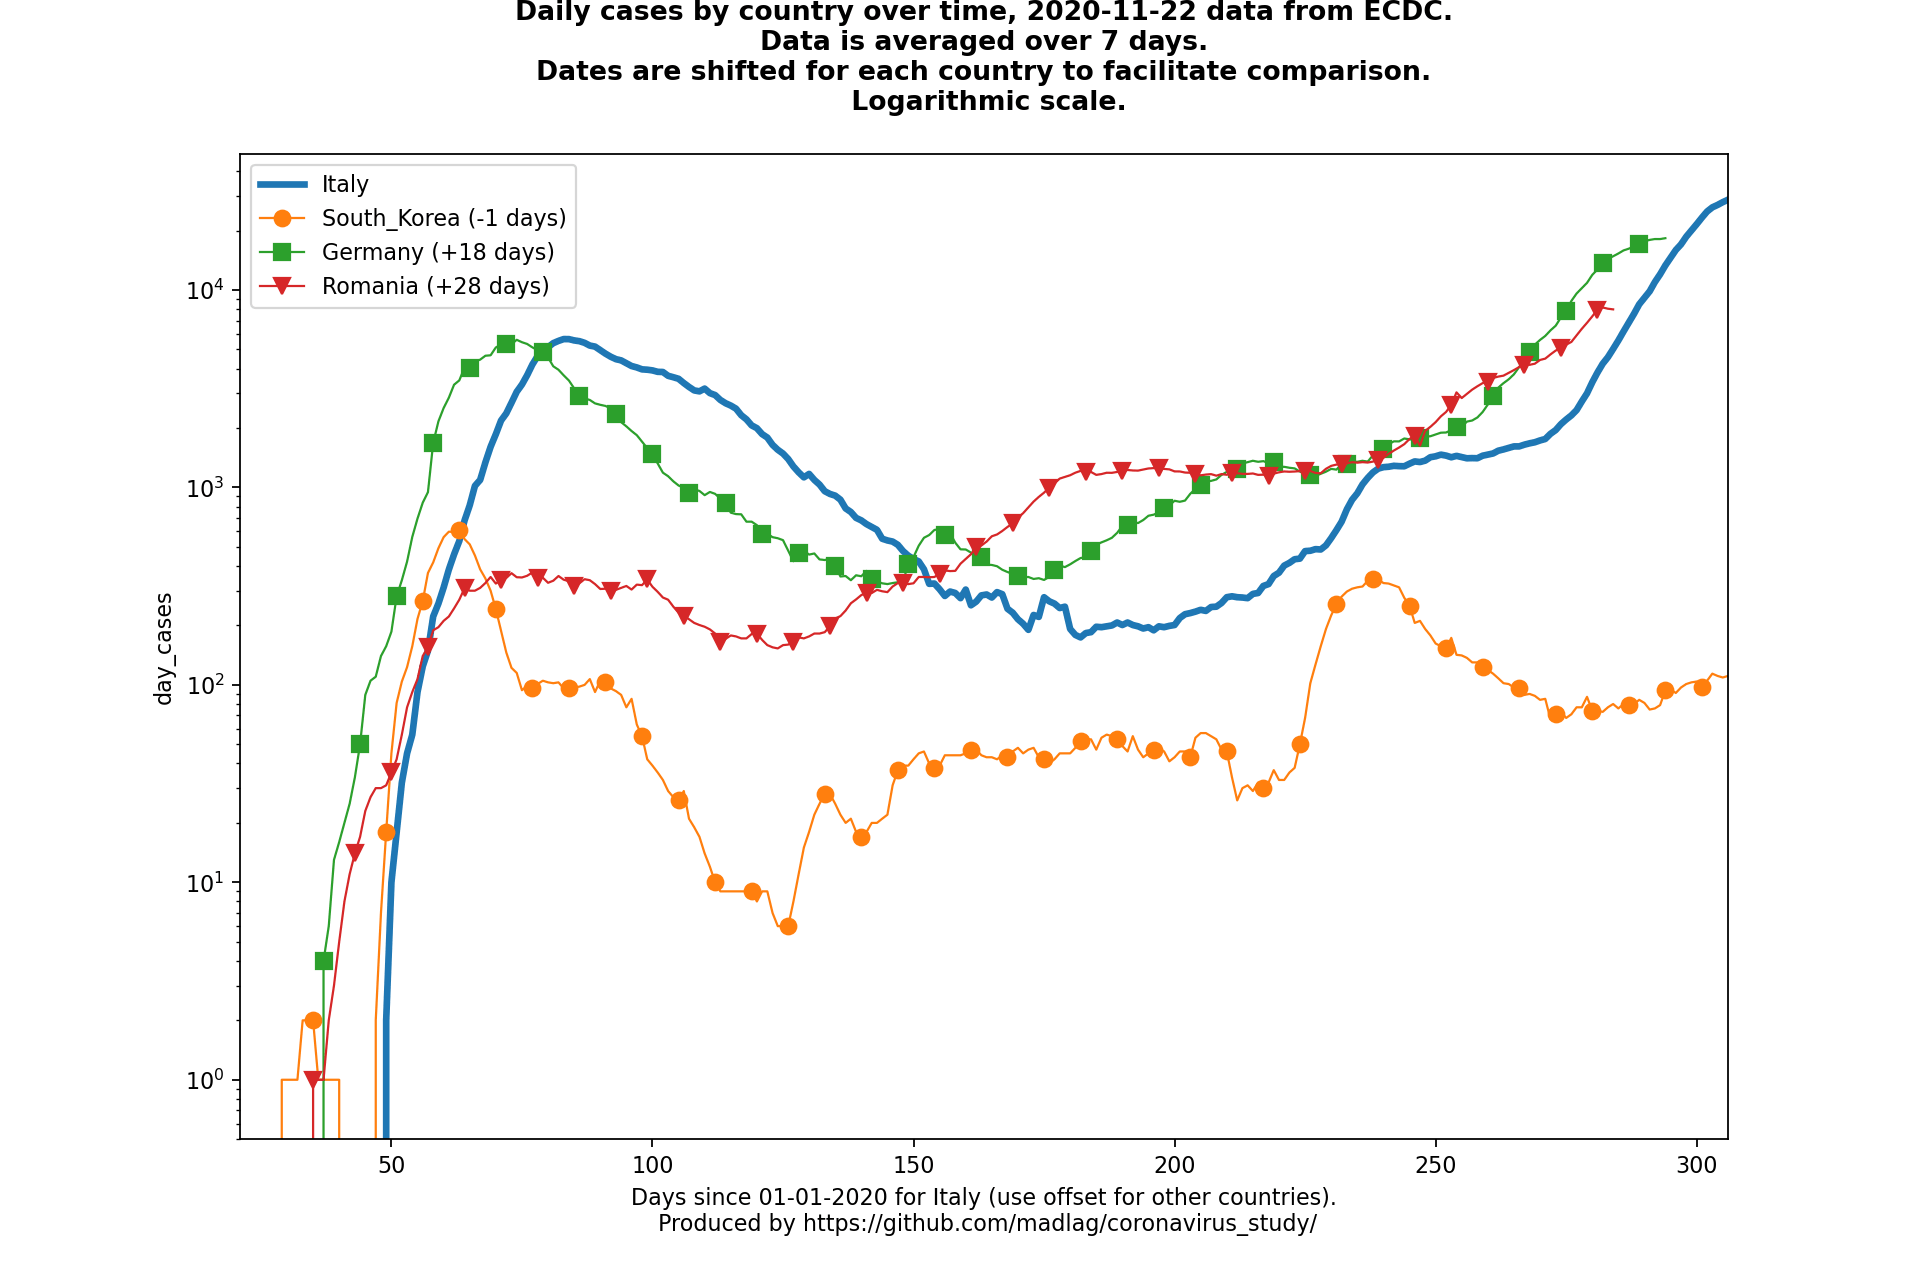 Daily cases by country over time, 2020-11-22 data from ECDC.
Data is averaged over 7 days.
Dates are shifted for each country to facilitate comparison.
Logarithmic scale.
Italy
South_Korea (-1 days)
Germany (+18 days)
Romania (+28 days)
day_cases
10⁴
10³
10²
10¹
10⁰
50 100 150 200 250 300
Days since 01-01-2020 for Italy (use offset for other countries).
Produced by https://github.com/madlag/coronavirus_study/